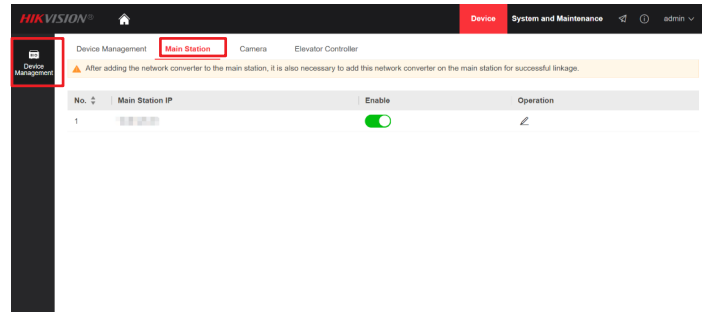 HIKVISION®
Device
System and Maintenance
admin
Device Management
Device Management
Main Station
Camera
Elevator Controller
After adding the network converter to the main station, it is also necessary to add this network converter on the main station for successful linkage.
No.
Main Station IP
Enable
Operation
1